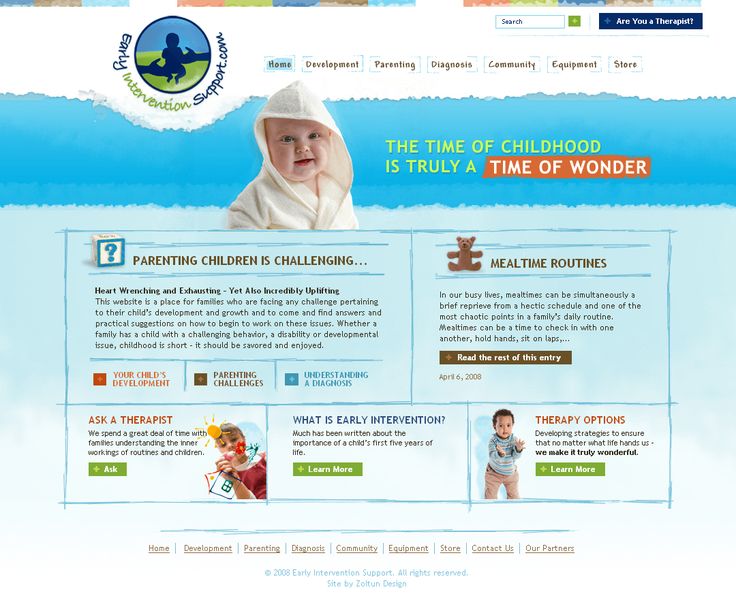 Early Intervention Support.com
Search
Are You a Therapist?
Home
Development
Parenting
Diagnosis
Community
Equipment
Store
THE TIME OF CHILDHOOD
IS TRULY A TIME OF WONDER
?
PARENTING CHILDREN IS CHALLENGING...
Heart Wrenching and Exhausting - Yet Also Incredibly Uplifting
This website is a place for families who are facing any challenge pertaining
to their child's development and growth and to come and find answers and
practical suggestions on how to begin to work on these issues. Whether a
family has a child with a challenging behavior, a disability or developmental
issue, childhood is short - it should be savored and enjoyed.
YOUR CHILD'S
DEVELOPMENT
PARENTING
CHALLENGES
UNDERSTANDING
A DIAGNOSIS
MEALTIME ROUTINES
In our busy lives, mealtimes can be simultaneously a
brief reprieve from a hectic schedule and one of the
most chaotic points in a family's daily routine.
Mealtimes can be a time to check in with one
another, hold hands, sit on laps,...
Read the rest of this entry
April 6, 2008
ASK A THERAPIST
We spend a great deal of time with
families understanding the inner
workings of routines and children.
Ask
WHAT IS EARLY INTERVENTION?
Much has been written about the
importance of a child's first five years of
life.
Learn More
THERAPY OPTIONS
Developing strategies to ensure
that no matter what life hands us -
we make it truly wonderful.
Learn More
Home
Development
Parenting
Diagnosis
Community
Equipment
Store
Contact Us
Our Partners
© 2008 Early Intervention Support. All rights reserved.
Site by Zoltun Design